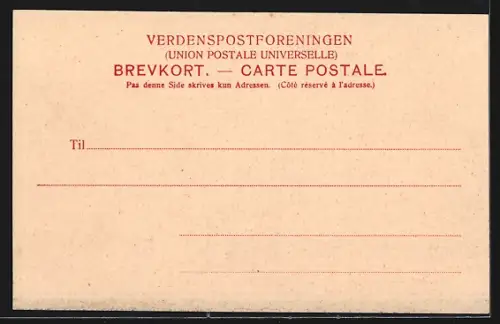 VERDENSPOSTFORENINGEN
(UNION POSTALE UNIVERSELLE)
BREVKORT. — CARTE POSTALE.
Paa denne Side skrives kun Adressen. (Côté réservé à l'adresse.)
Til